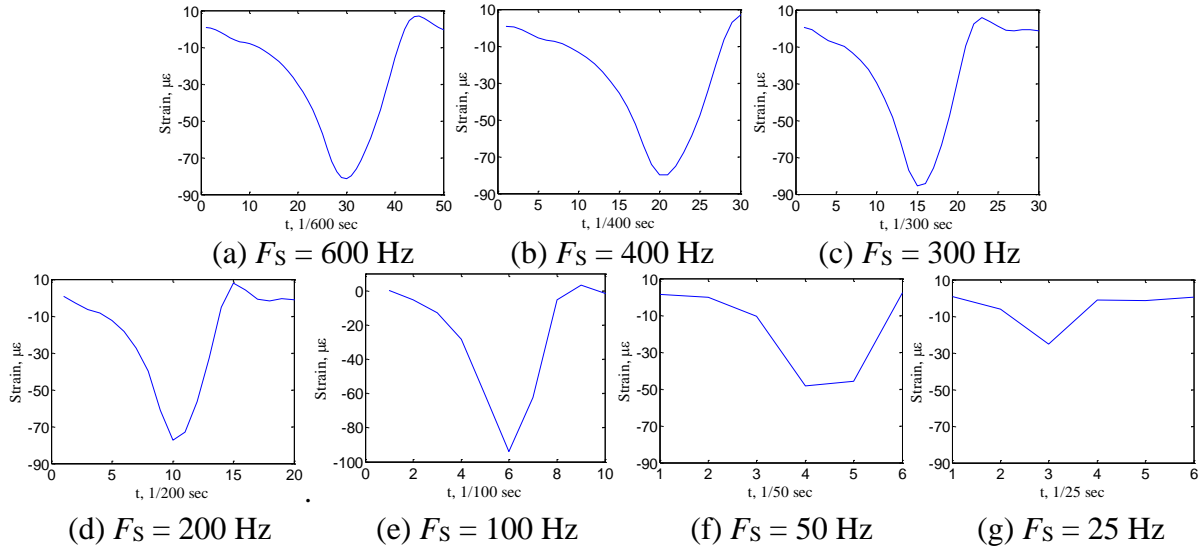 10
-10
-30
-50
-70
-90
Strain, με
0 10 20 30 40 50
t, 1/600 sec
(a) FS = 600 Hz
10
-10
-30
-50
-70
-90
Strain, με
0 5 10 15 20 25 30
t, 1/400 sec
(b) FS = 400 Hz
10
-10
-30
-50
-70
-90
Strain, με
0 5 10 15 20 25 30
t, 1/300 sec
(c) FS = 300 Hz
10
-10
-30
-50
-70
-90
Strain, με
0 5 10 15 20
t, 1/200 sec
.
(d) FS = 200 Hz
0
-20
-40
-60
-80
-100
Strain, με
0 2 4 6 8 10
t, 1/100 sec
(e) FS = 100 Hz
10
-10
-30
-50
-70
-90
Strain, με
1 2 3 4 5 6
t, 1/50 sec
(f) FS = 50 Hz
10
-10
-30
-50
-70
-90
Strain, με
1 2 3 4 5 6
t, 1/25 sec
(g) FS = 25 Hz